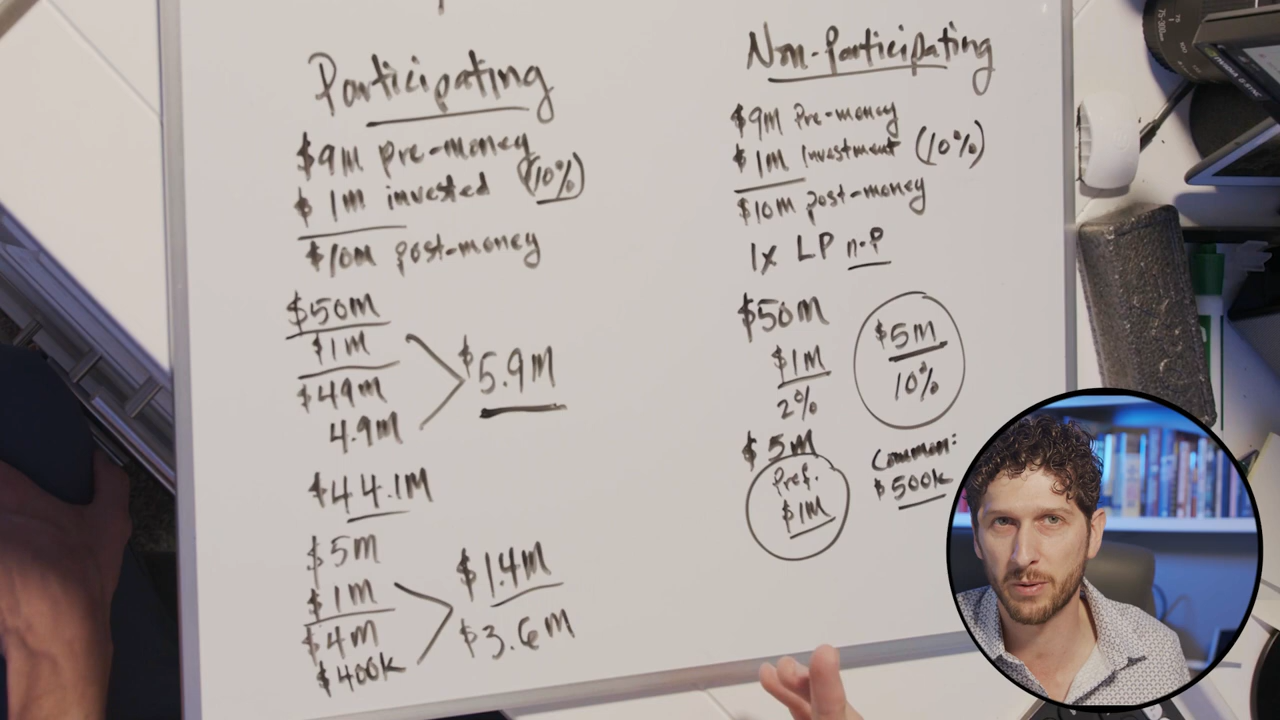 Participating
$9M pre-money
$1M invested (10%)
$10M post-money
$50M
$1M
$49M
4.9M
$5.9M
$44.1M
$5M
$1M
$4M
$400k
$1.4M
$3.6M
Non-Participating
$9M Pre-money
$1M Investment (10%)
$10M post-money
1x LP n-P
$50M
$1M
2%
$5M
10%
$5M
Pref.
$1M
Common:
$500k